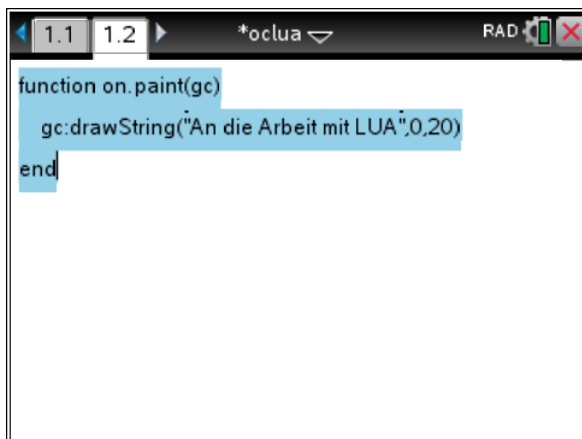 1.1 1.2 *oclua RAD
function on.paint(gc)
gc:drawString("An die Arbeit mit LUA",0,20)
end